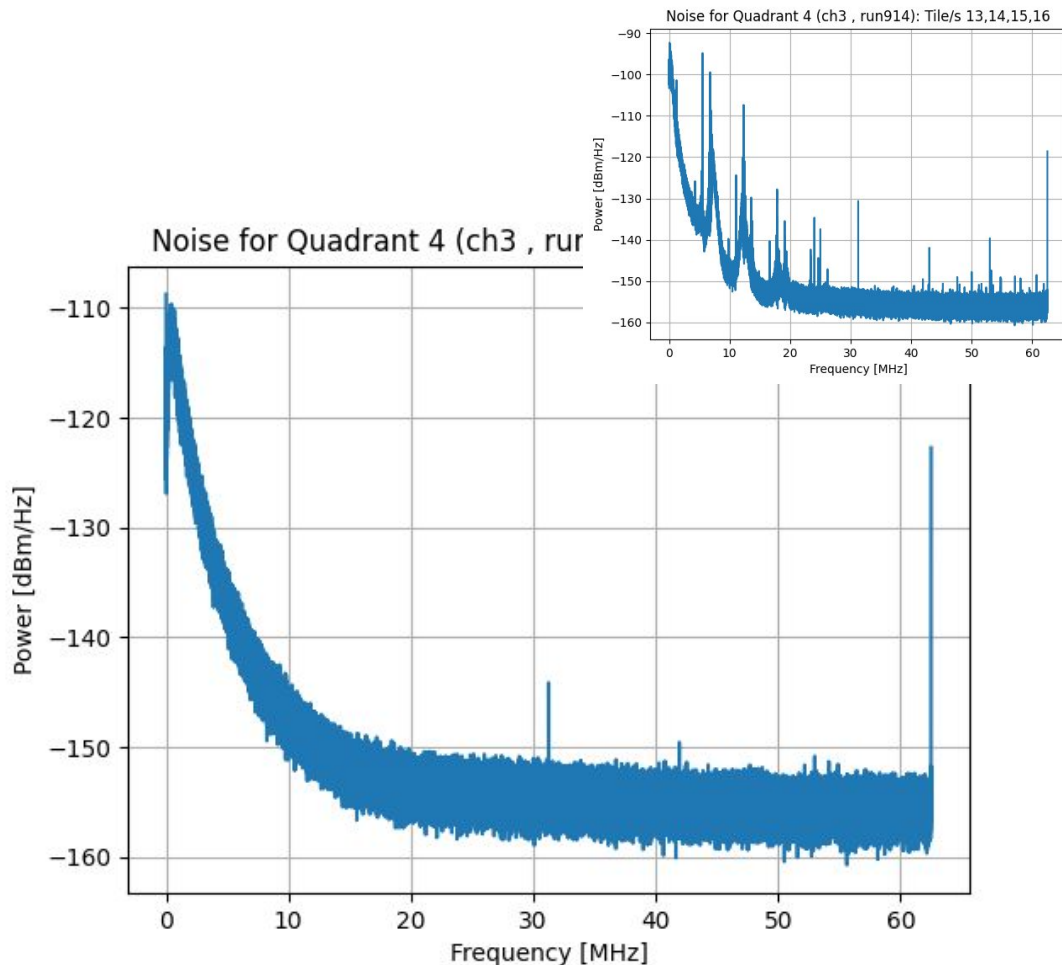 Noise for Quadrant 4 (ch3 , run914): Tile/s 13,14,15,16
−90
−100
−110
−120
−130
−140
−150
−160
Power [dBm/Hz]
0 10 20 30 40 50 60
Frequency [MHz]
Noise for Quadrant 4 (ch3 , run
−110
−120
−130
−140
−150
−160
Power [dBm/Hz]
0 10 20 30 40 50 60
Frequency [MHz]